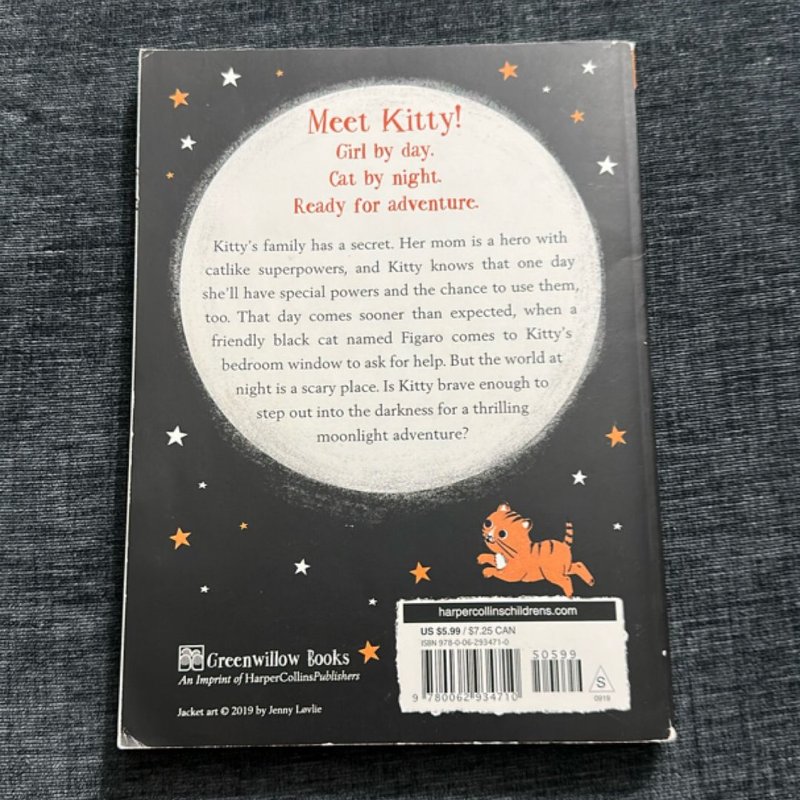 Meet Kitty!
Girl by day.
Cat by night.
Ready for adventure.
Kitty's family has a secret. Her mom is a hero with
catlike superpowers, and Kitty knows that one day
she'll have special powers and the chance to use them,
too. That day comes sooner than expected, when a
friendly black cat named Figaro comes to Kitty's
bedroom window to ask for help. But the world at
night is a scary place. Is Kitty brave enough to
step out into the darkness for a thrilling
moonlight adventure?
harpercollinschildrens.com
US $5.99 / $7.25 CAN
ISBN 978-0-06-293471-0
50599
9 780062 934710
S
0919
Greenwillow Books
An Imprint of HarperCollinsPublishers
Jacket art © 2019 by Jenny Løvlie